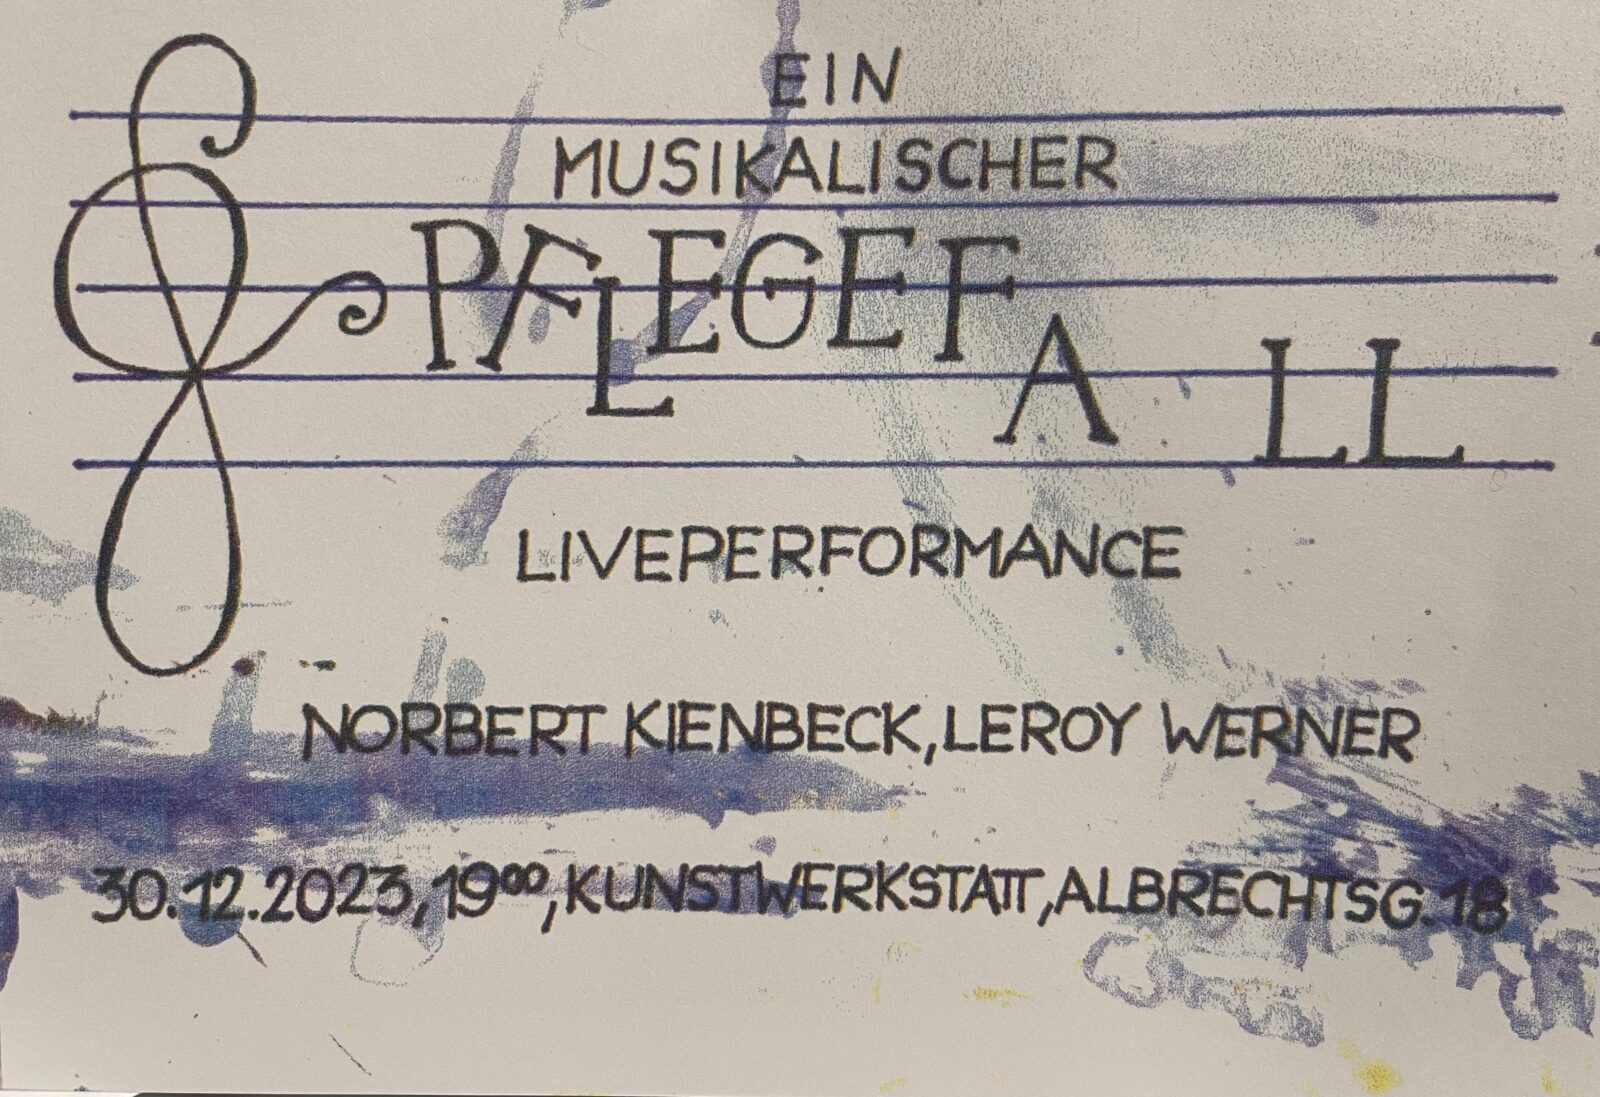 EIN
MUSIKALISCHER
PFLEGEFALL
LIVEPERFORMANCE
NORBERT KIENBECK, LEROY WERNER
30.12.2023, 19⁰⁰, KUNSTWERKSTATT, ALBRECHTSG. 18